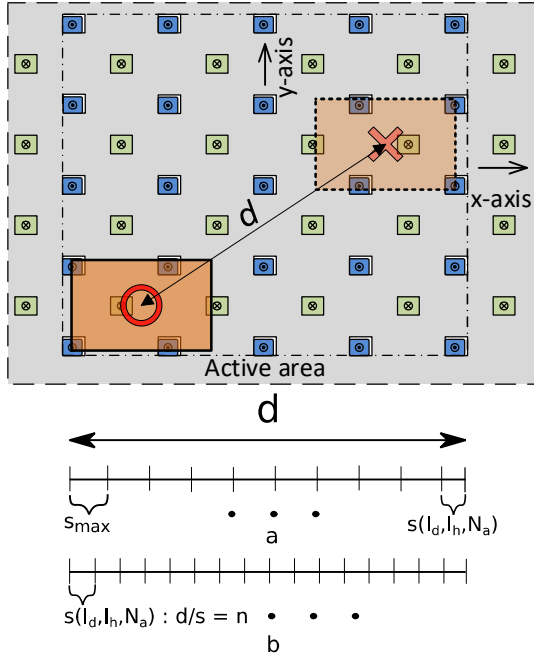 y-axis
x-axis
d
Active area
d
s_max
s(I_d,I_h,N_a)
a
s(I_d,I_h,N_a) : d/s = n
b